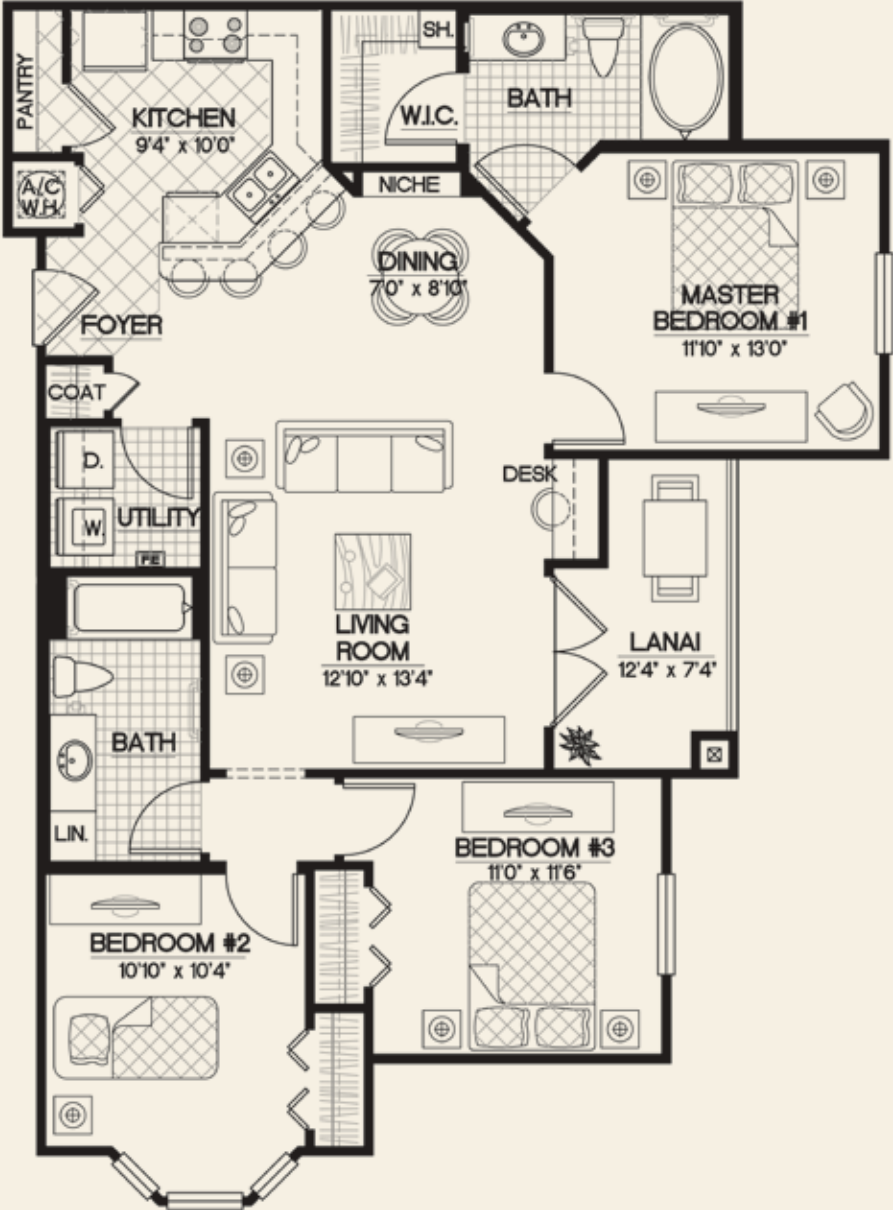 SH.
PANTRY
KITCHEN
9'4" x 10'0"
W.I.C.
BATH
A/C
W.H.
NICHE
DINING
7'0" x 8'10"
MASTER
BEDROOM #1
11'10" x 13'0"
FOYER
COAT
D.
W.
UTILITY
DESK
LIVING
ROOM
12'10" x 13'4"
LANAI
12'4" x 7'4"
BATH
LIN.
BEDROOM #3
11'0" x 11'6"
BEDROOM #2
10'10" x 10'4"